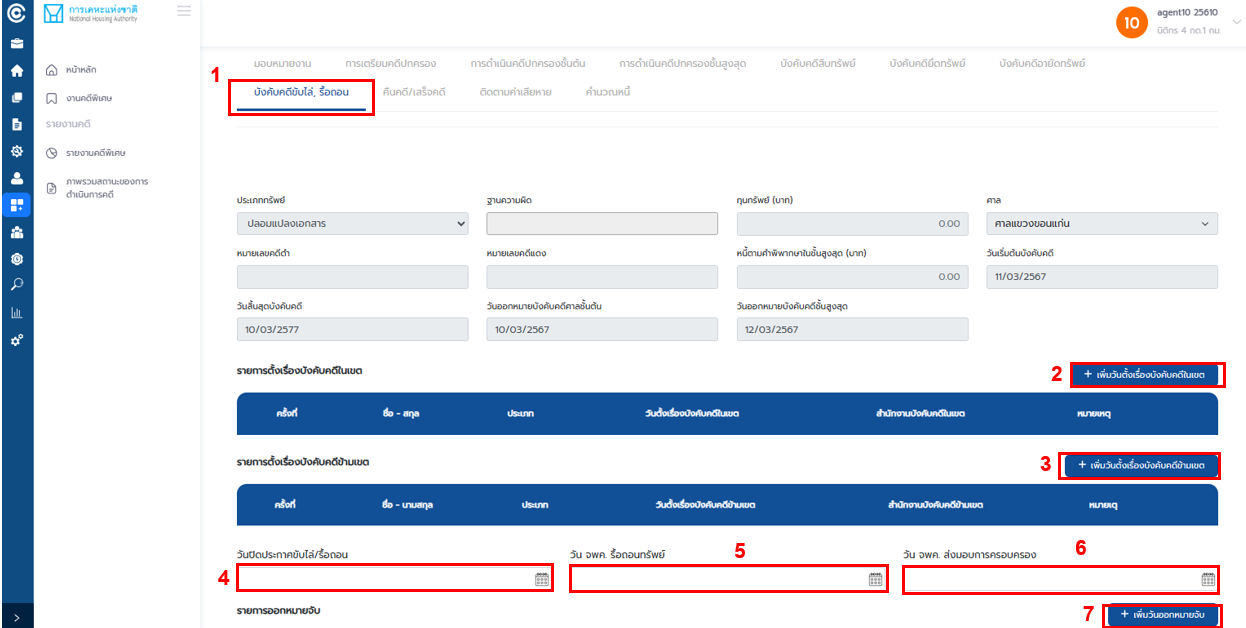 การเคหะแห่งชาติ
National Housing Authority
10
agent10 25610
นิติกร 4 กด.1 กม.
หน้าหลัก
งานคดีพิเศษ
รายงานคดี
รายงานคดีพิเศษ
ภาพรวมสถานะของการ
ดำเนินการคดี
มอบหมายงาน การเตรียมคดีปกครอง การดำเนินคดีปกครองชั้นต้น การดำเนินคดีปกครองชั้นสูงสุด บังคับคดีสืบทรัพย์ บังคับคดียึดทรัพย์ บังคับคดีอายัดทรัพย์
1
บังคับคดีขับไล่, รื้อถอน คืนคดี/เสร็จคดี ติดตามค่าเสียหาย คำนวณหนี้
ประเภททรัพย์ ฐานความผิด ทุนทรัพย์ (บาท) ศาล
ปลอมแปลงเอกสาร 0.00 ศาลแขวงขอนแก่น
หมายเลขคดีดำ หมายเลขคดีแดง หนี้ตามคำพิพากษาในชั้นสูงสุด (บาท) วันเริ่มต้นบังคับคดี
0.00 11/03/2567
วันสิ้นสุดบังคับคดี วันออกหมายบังคับคดีศาลชั้นต้น วันออกหมายบังคับคดีชั้นสูงสุด
10/03/2577 10/03/2567 12/03/2567
รายการตั้งเรื่องบังคับคดีในเขต 2 + เพิ่มวันตั้งเรื่องบังคับคดีในเขต
ครั้งที่ ชื่อ - สกุล ประเภท วันตั้งเรื่องบังคับคดีในเขต สำนักงานบังคับคดีในเขต หมายเหตุ
รายการตั้งเรื่องบังคับคดีข้ามเขต 3 + เพิ่มวันตั้งเรื่องบังคับคดีข้ามเขต
ครั้งที่ ชื่อ - นามสกุล ประเภท วันตั้งเรื่องบังคับคดีข้ามเขต สำนักงานบังคับคดีข้ามเขต หมายเตุ
วันปิดประกาศขับไล่/รื้อถอน วัน จพค. รื้อถอนทรัพย์ 5 วัน จพค. ส่งมอบการครอบครอง 6
4
รายการออกหมายจับ 7 + เพิ่มวันออกหมายจับ